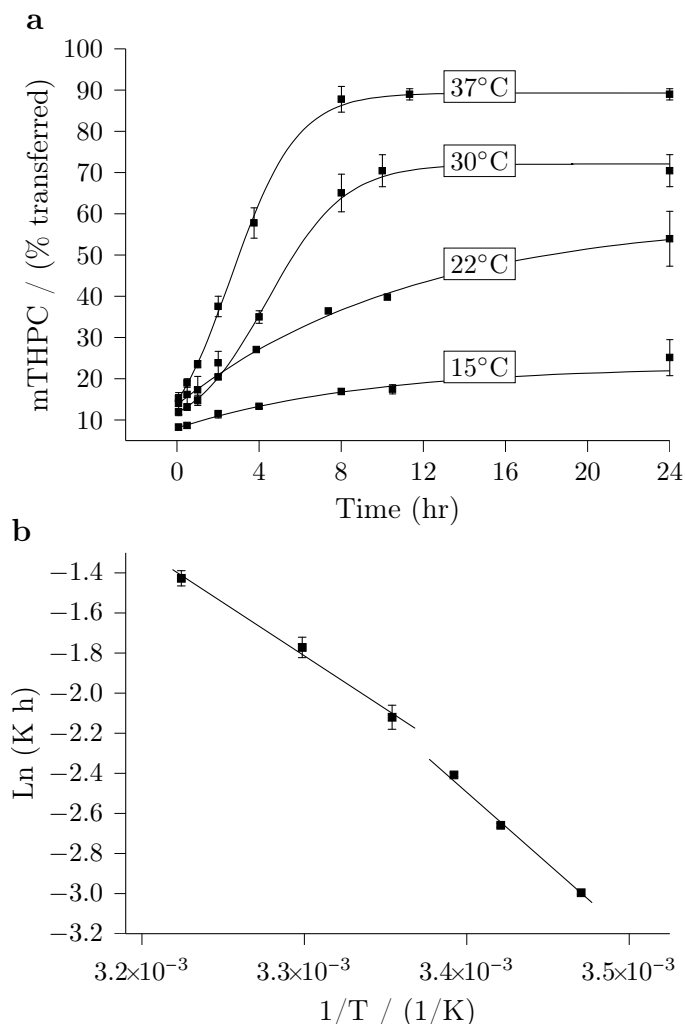 a
100
90
80
70
60
50
40
30
20
10
mTHPC / (% transferred)
37°C
30°C
22°C
15°C
0 4 8 12 16 20 24
Time (hr)
b
−1.4
−1.6
−1.8
−2.0
−2.2
−2.4
−2.6
−2.8
−3.0
−3.2
Ln (K h)
3.2×10⁻³ 3.3×10⁻³ 3.4×10⁻³ 3.5×10⁻³
1/T / (1/K)